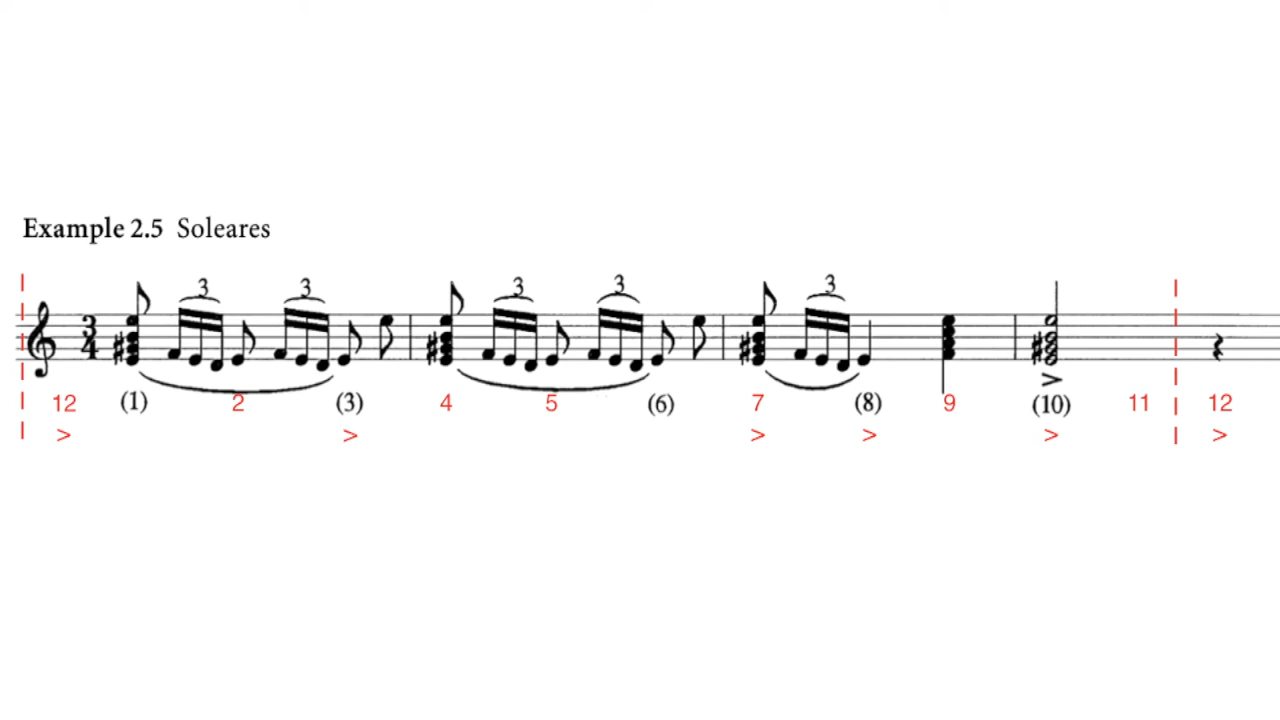 Example 2.5 Soleares
3 3 3 3 3
3
4
12 (1) 2 (3) 4 5 (6) 7 (8) 9 (10) 11 12
> > > > > >